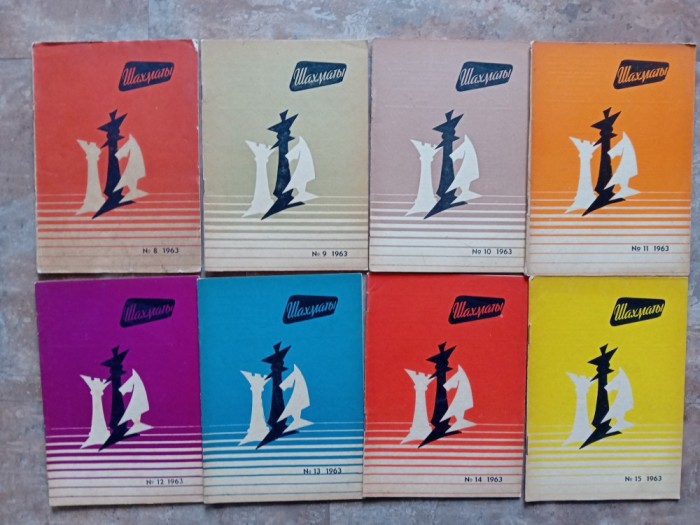 Шахматы
№ 8 1963
Шахматы
№ 9 1963
Шахматы
№ 10 1963
Шахматы
№ 11 1963
Шахматы
№ 12 1963
Шахматы
№ 13 1963
Шахматы
№ 14 1963
Шахматы
№ 15 1963